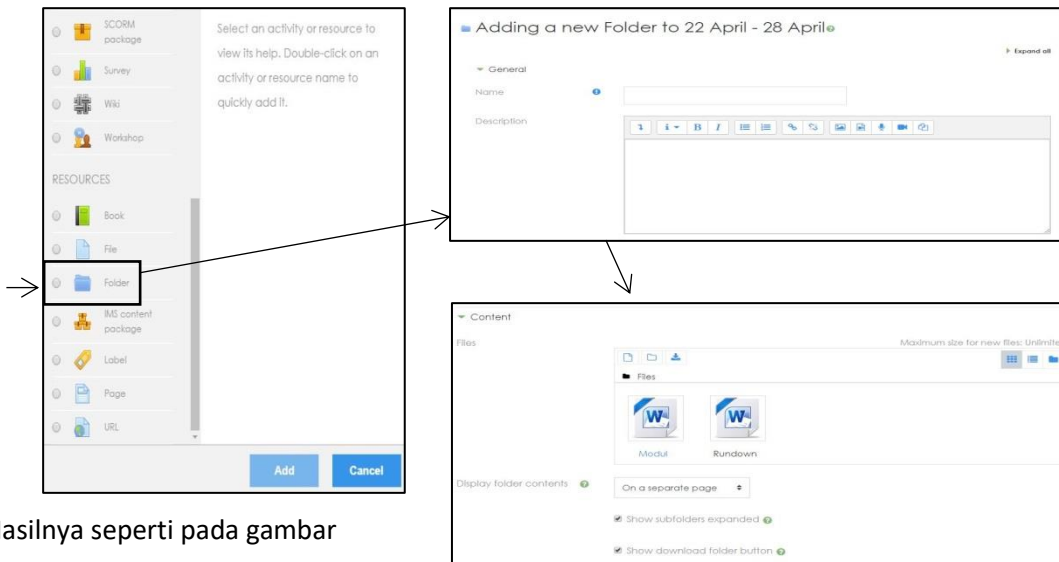 SCORM
package
Survey
Wiki
Workshop
RESOURCES
Book
File
Folder
IMS content
package
Label
Page
URL
Select an activity or resource to
view its help. Double-click on an
activity or resource name to
quickly add it.
Add Cancel
Adding a new Folder to 22 April - 28 April
Expand all
General
Name
Description
Content
Files
Maximum size for new files: Unlimite
Files
Modul Rundown
Display folder contents On a separate page
Show subfolders expanded
Show download folder button
asilnya seperti pada gambar